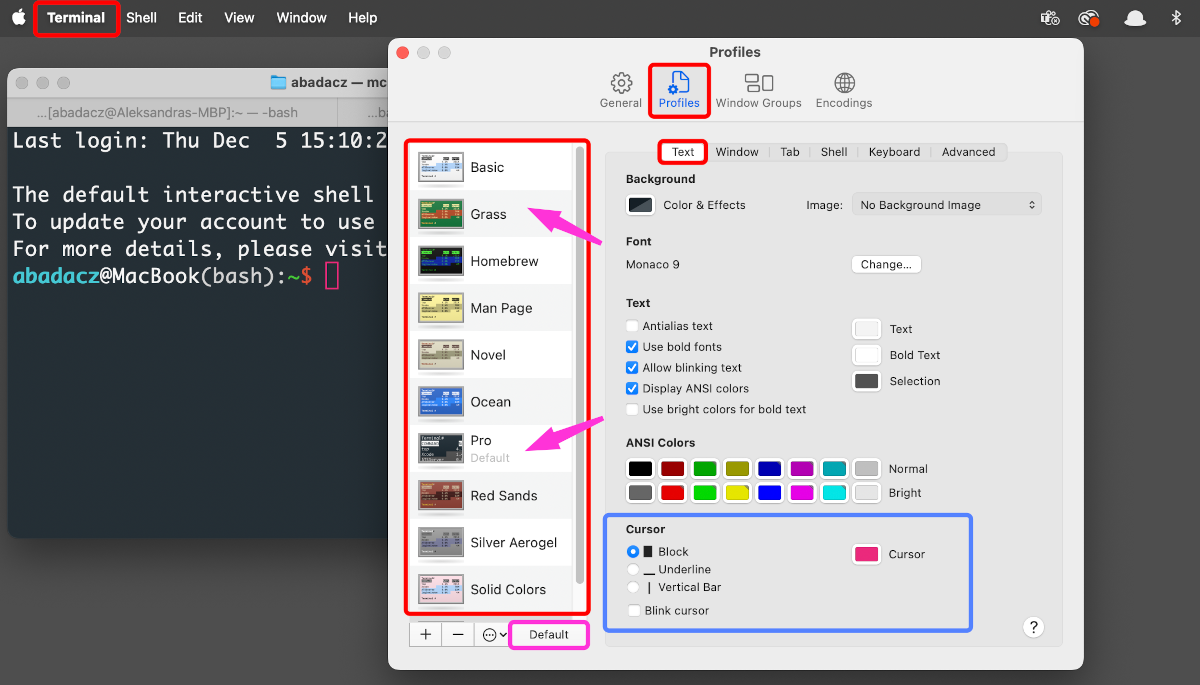 Terminal Shell Edit View Window Help
abadacz — mc
...[abadacz@Aleksandras-MBP]:~ — -bash
...b
Last login: Thu Dec  5 15:10:2
The default interactive shell
To update your account to use
For more details, please visit
abadacz@MacBook(bash):~$
Profiles
General Profiles Window Groups Encodings
Basic
Grass
Homebrew
Man Page
Novel
Ocean
Pro
Default
Red Sands
Silver Aerogel
Solid Colors
+ − Default
Text Window Tab Shell Keyboard Advanced
Background
Color & Effects Image: No Background Image
Font
Monaco 9 Change...
Text
Antialias text
Use bold fonts
Allow blinking text
Display ANSI colors
Use bright colors for bold text
Text
Bold Text
Selection
ANSI Colors
Normal
Bright
Cursor
Block
Underline
Vertical Bar
Blink cursor
Cursor
?